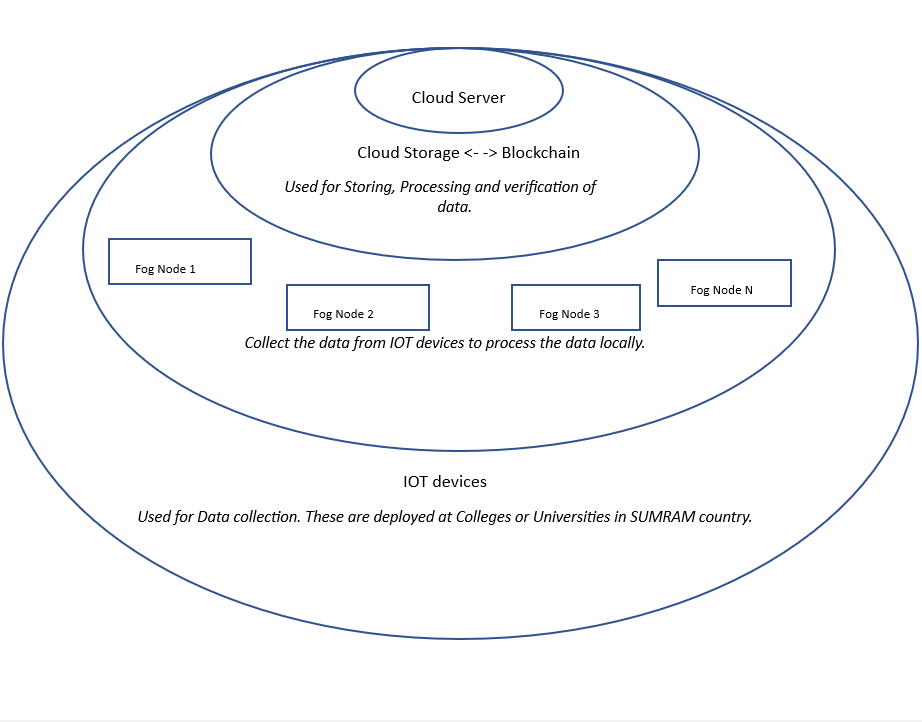 Cloud Server
Cloud Storage <- -> Blockchain
Used for Storing, Processing and verification of
data.
Fog Node 1
Fog Node N
Fog Node 2
Fog Node 3
Collect the data from IOT devices to process the data locally.
IOT devices
Used for Data collection. These are deployed at Colleges or Universities in SUMRAM country.